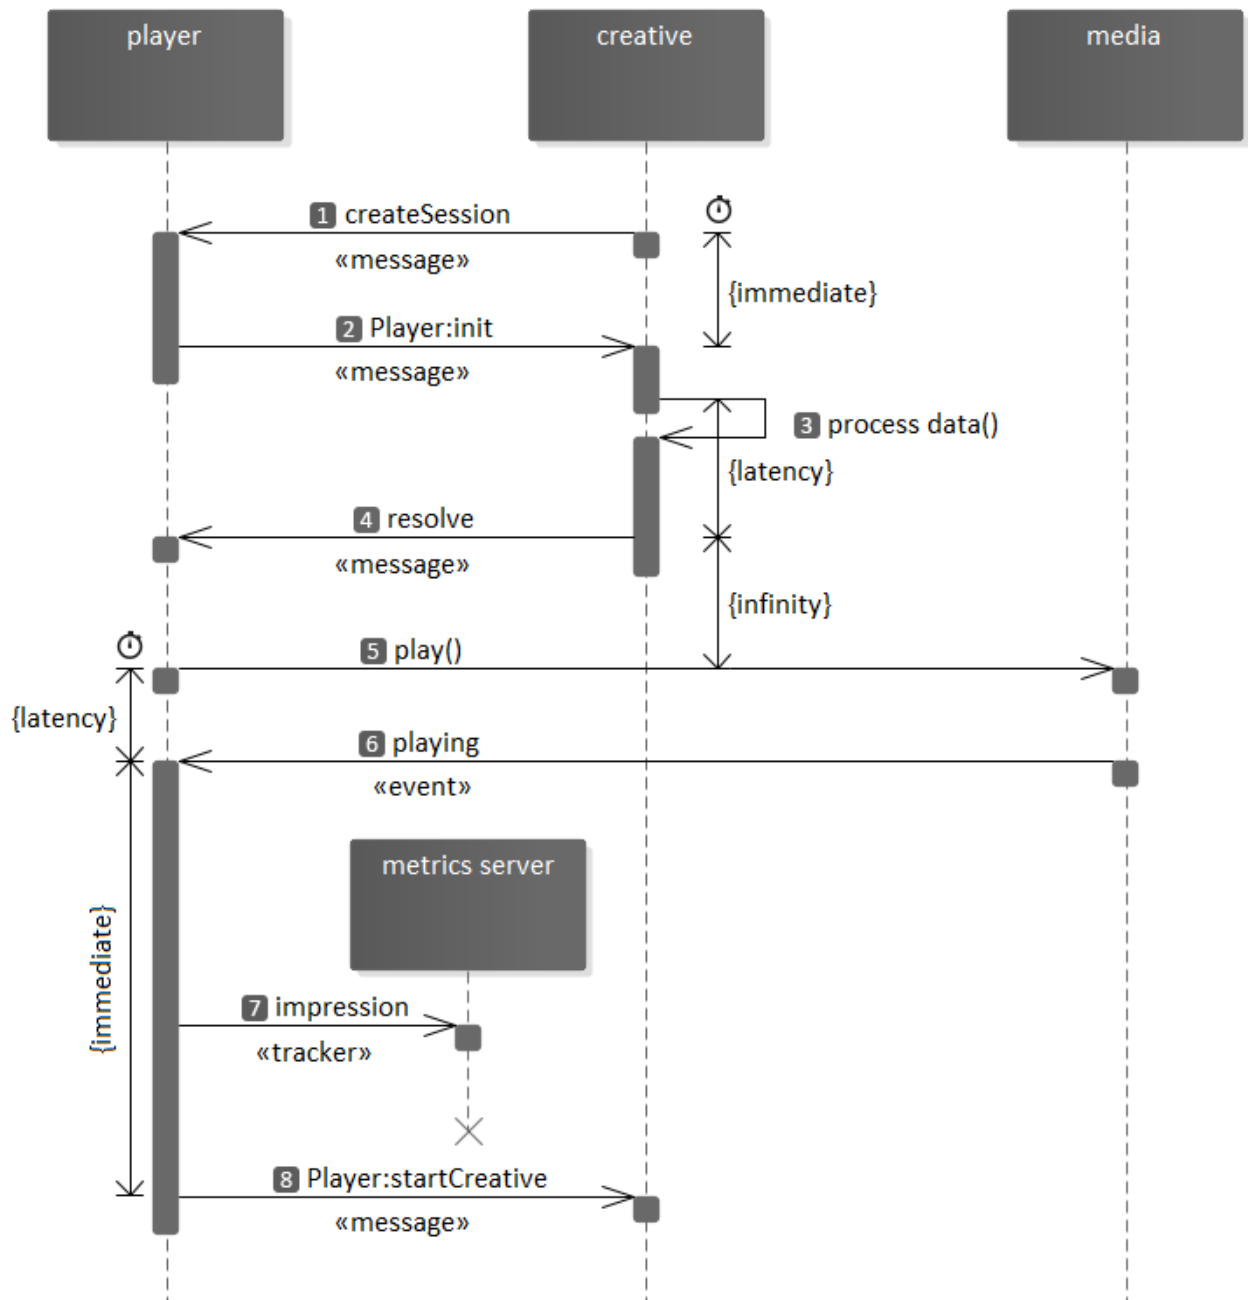 player
creative
media
1 createSession
«message»
{immediate}
2 Player:init
«message»
3 process data()
{latency}
4 resolve
«message»
{infinity}
5 play()
{latency}
6 playing
«event»
metrics server
{immediate}
7 impression
«tracker»
8 Player:startCreative
«message»